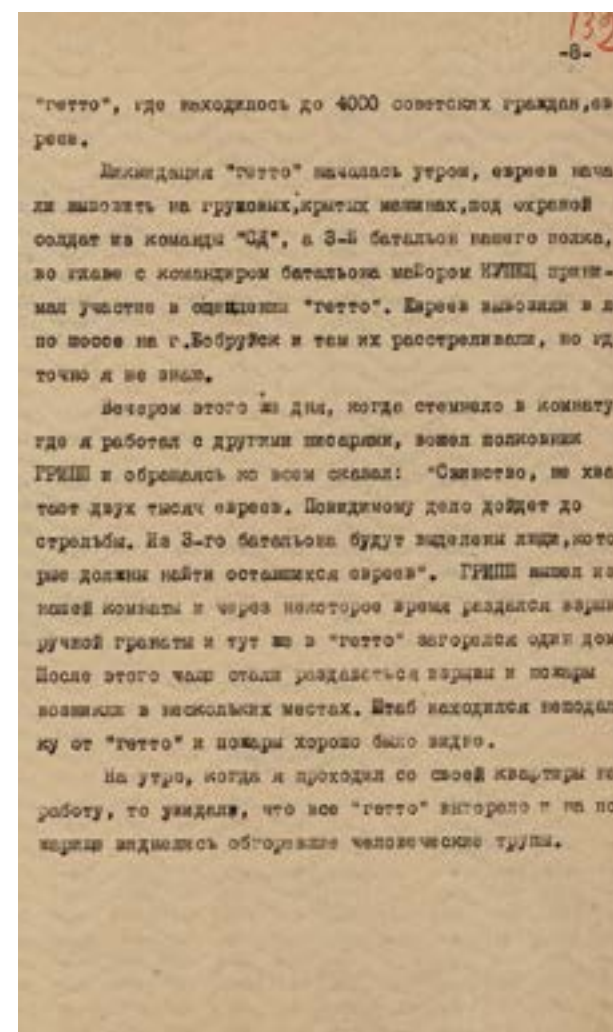 132
-8-
"гетто", где находилось до 4000 советских граждан,ев
реев.
Ликвидация "гетто" началась утром, евреев нача
ли вывозить на грузовых,крытых машинах,под охраной
солдат из команды "СД", а 3-й батальон нашего полка,
во главе с командиром батальона майором КУПЕЦ прини-
мал участие в оцеплении "гетто". Евреев вывозили в л
по шоссе на г.Бобруйск и там их расстреливали, но гд
точно я не знаю.
Вечером этого же дня, когда стемнело в комнату
где я работал с другими писарями, вошел полковник
ГРИПП и обращаясь ко всем сказал: "Свинство, не хва
тает двух тысяч евреев. Повидимому дело дойдет до
стрельбы. Из 3-го батальона будут выделены люди,кото
рые должны найти оставшихся евреев". ГРИПП вышел из
нашей комнаты и через некоторое время раздался взрыв
ручной гранаты и тут же в "гетто" загорелся один дом
После этого чаще стали раздаваться взрывы и пожары
возникли в нескольких местах. Штаб находился неподал
ку от "гетто" и пожары хорошо было видно.
На утро, когда я проходил со своей квартиры на
работу, то увидал, что все "гетто" выгорело и на по
жарище виднелись обгоревшие человеческие трупы.